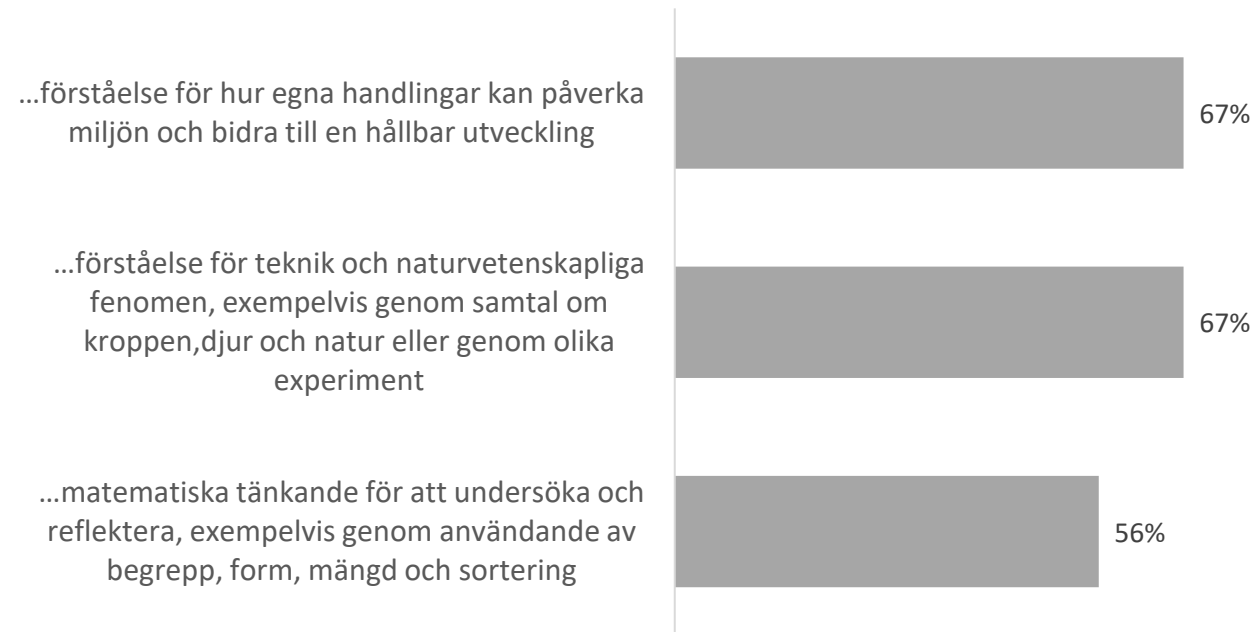 ...förståelse för hur egna handlingar kan påverka
miljön och bidra till en hållbar utveckling
67%
...förståelse för teknik och naturvetenskapliga
fenomen, exempelvis genom samtal om
kroppen,djur och natur eller genom olika
experiment
67%
...matematiska tänkande för att undersöka och
reflektera, exempelvis genom användande av
begrepp, form, mängd och sortering
56%